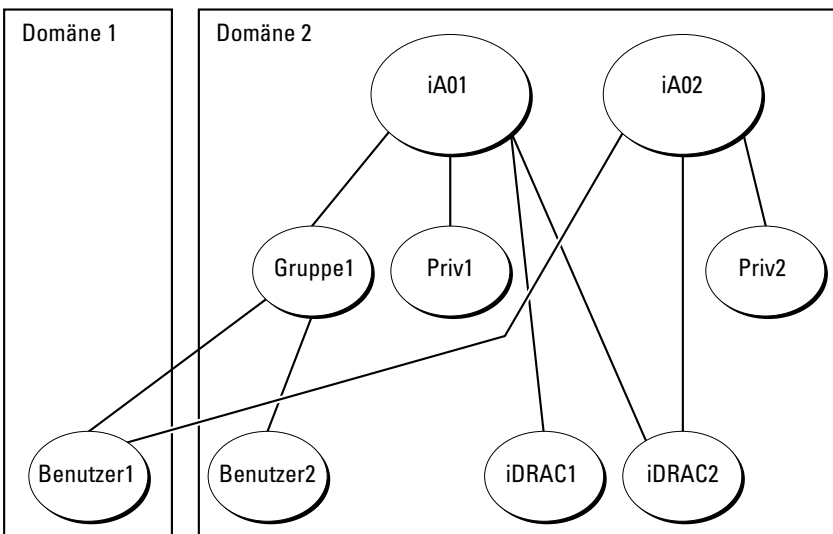 Domäne 1
Domäne 2
iA01
iA02
Gruppe1
Priv1
Priv2
Benutzer1
Benutzer2
iDRAC1
iDRAC2